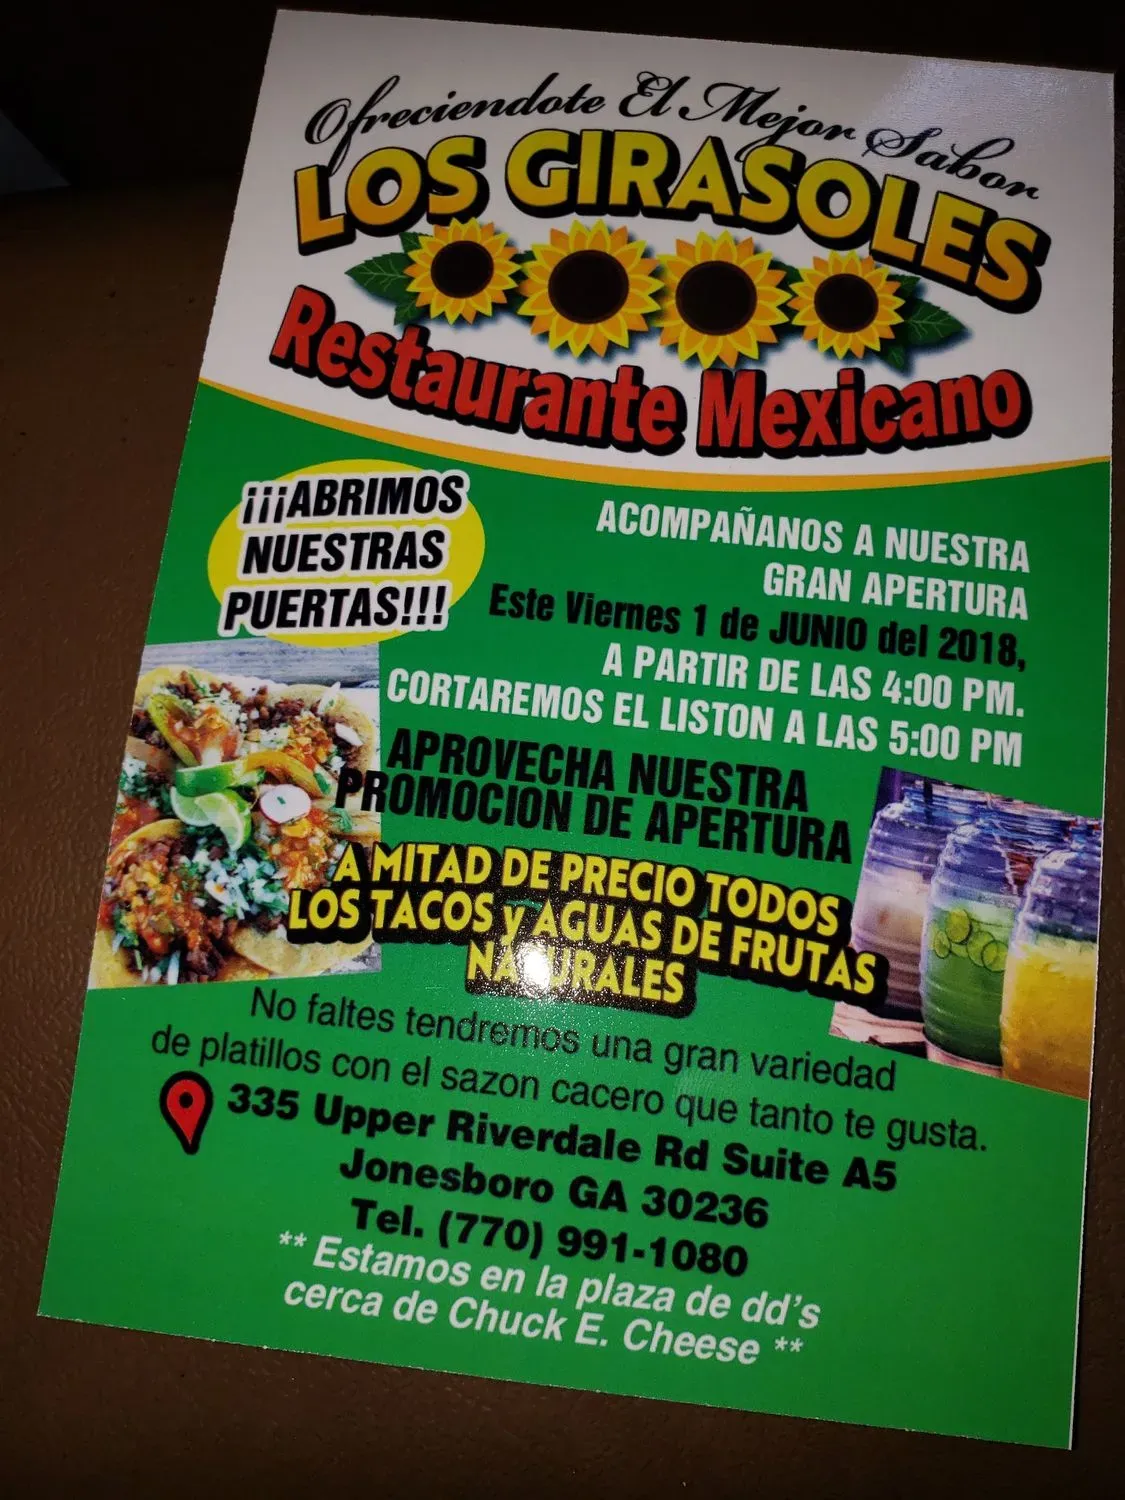 Ofreciendote El Mejor Sabor
LOS GIRASOLES
Restaurante Mexicano
¡¡¡ABRIMOS
NUESTRAS
PUERTAS!!!
ACOMPAÑANOS A NUESTRA
GRAN APERTURA
Este Viernes 1 de JUNIO del 2018,
A PARTIR DE LAS 4:00 PM.
CORTAREMOS EL LISTON A LAS 5:00 PM
APROVECHA NUESTRA
PROMOCION DE APERTURA
A MITAD DE PRECIO TODOS
LOS TACOS y AGUAS DE FRUTAS
NATURALES
No faltes tendremos una gran variedad
de platillos con el sazon cacero que tanto te gusta.
335 Upper Riverdale Rd Suite A5
Jonesboro GA 30236
Tel. (770) 991-1080
** Estamos en la plaza de dd's
cerca de Chuck E. Cheese **